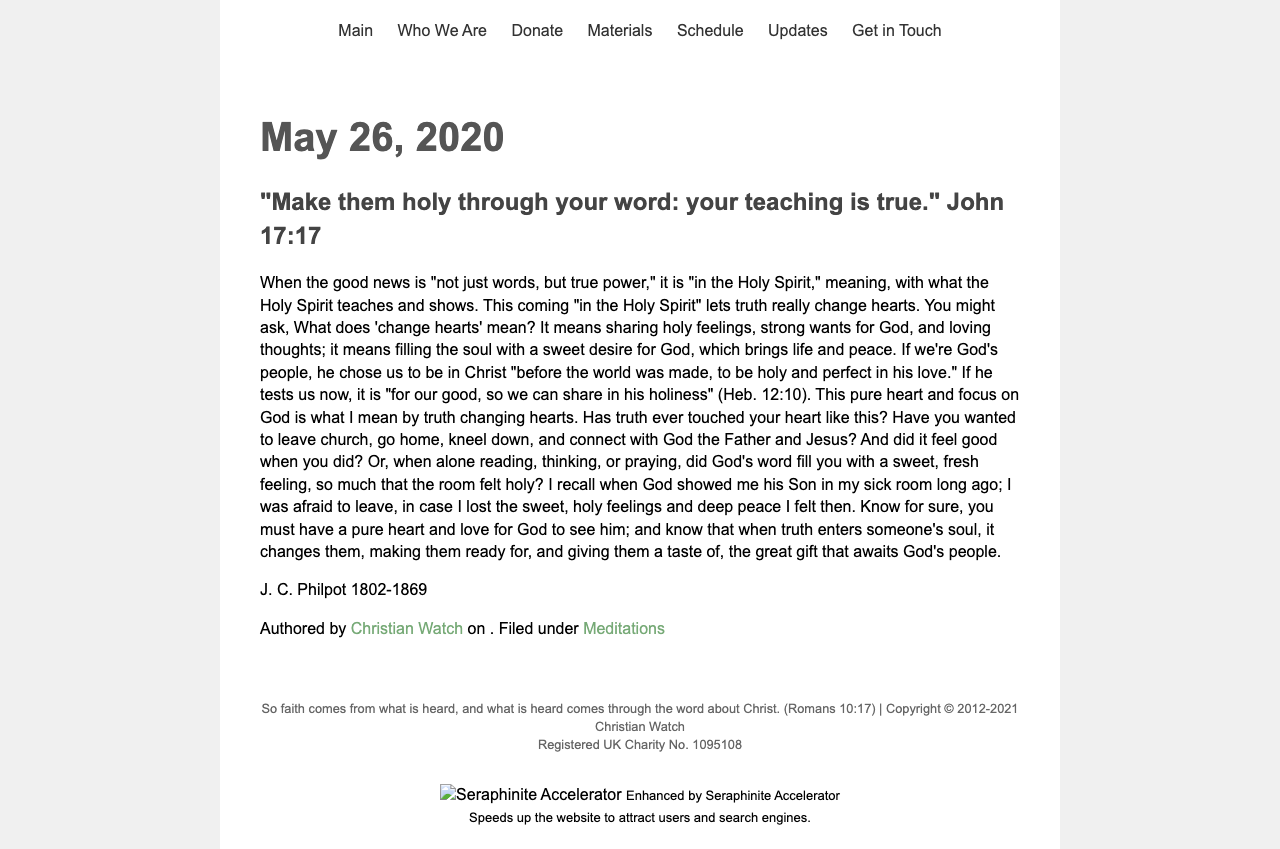 Main Who We Are Donate Materials Schedule Updates Get in Touch
May 26, 2020
"Make them holy through your word: your teaching is true." John
17:17
When the good news is "not just words, but true power," it is "in the Holy Spirit," meaning, with what the
Holy Spirit teaches and shows. This coming "in the Holy Spirit" lets truth really change hearts. You might
ask, What does 'change hearts' mean? It means sharing holy feelings, strong wants for God, and loving
thoughts; it means filling the soul with a sweet desire for God, which brings life and peace. If we're God's
people, he chose us to be in Christ "before the world was made, to be holy and perfect in his love." If he
tests us now, it is "for our good, so we can share in his holiness" (Heb. 12:10). This pure heart and focus on
God is what I mean by truth changing hearts. Has truth ever touched your heart like this? Have you wanted
to leave church, go home, kneel down, and connect with God the Father and Jesus? And did it feel good
when you did? Or, when alone reading, thinking, or praying, did God's word fill you with a sweet, fresh
feeling, so much that the room felt holy? I recall when God showed me his Son in my sick room long ago; I
was afraid to leave, in case I lost the sweet, holy feelings and deep peace I felt then. Know for sure, you
must have a pure heart and love for God to see him; and know that when truth enters someone's soul, it
changes them, making them ready for, and giving them a taste of, the great gift that awaits God's people.
J. C. Philpot 1802-1869
Authored by Christian Watch on . Filed under Meditations
So faith comes from what is heard, and what is heard comes through the word about Christ. (Romans 10:17) | Copyright © 2012-2021
Christian Watch
Registered UK Charity No. 1095108
Seraphinite Accelerator Enhanced by Seraphinite Accelerator
Speeds up the website to attract users and search engines.